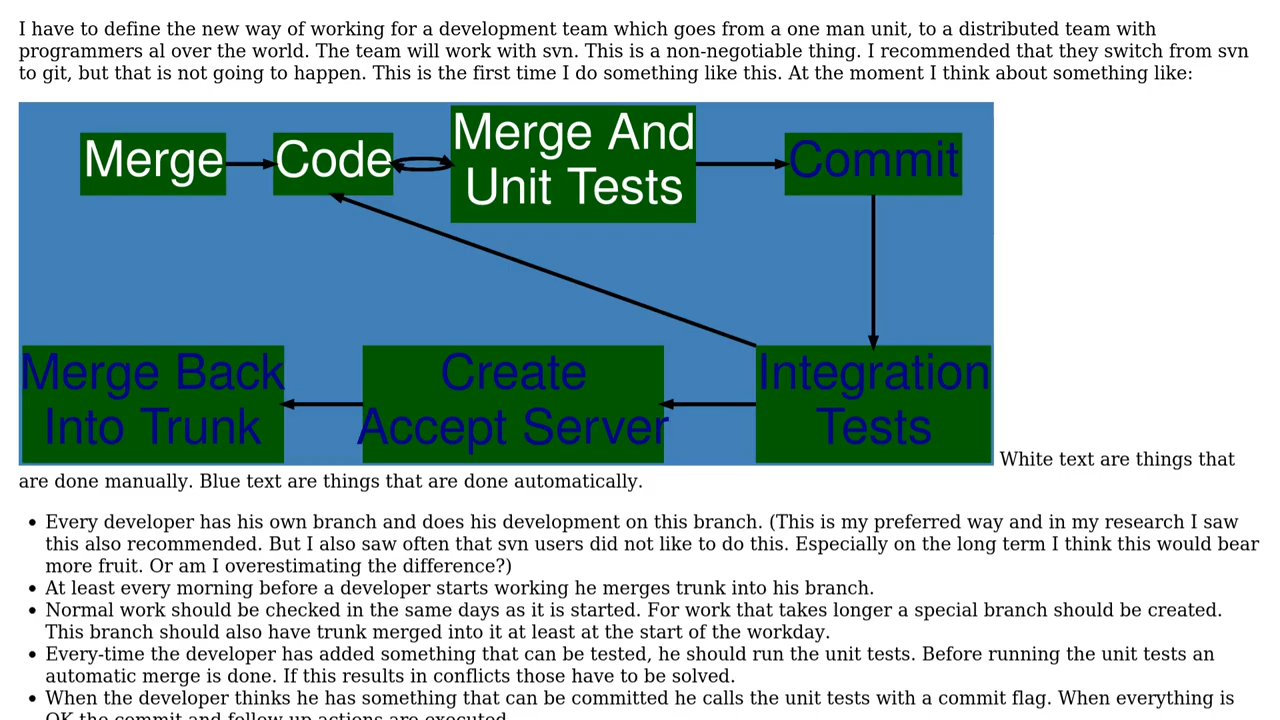 I have to define the new way of working for a development team which goes from a one man unit, to a distributed team with
programmers al over the world. The team will work with svn. This is a non-negotiable thing. I recommended that they switch from svn
to git, but that is not going to happen. This is the first time I do something like this. At the moment I think about something like:
Merge
Code
Merge And
Unit Tests
Commit
Merge Back
Into Trunk
Create
Accept Server
Integration
Tests
White text are things that
are done manually. Blue text are things that are done automatically.
• Every developer has his own branch and does his development on this branch. (This is my preferred way and in my research I saw
this also recommended. But I also saw often that svn users did not like to do this. Especially on the long term I think this would bear
more fruit. Or am I overestimating the difference?)
• At least every morning before a developer starts working he merges trunk into his branch.
• Normal work should be checked in the same days as it is started. For work that takes longer a special branch should be created.
This branch should also have trunk merged into it at least at the start of the workday.
• Every-time the developer has added something that can be tested, he should run the unit tests. Before running the unit tests an
automatic merge is done. If this results in conflicts those have to be solved.
• When the developer thinks he has something that can be committed he calls the unit tests with a commit flag. When everything is
OK the commit and follow up actions are executed.